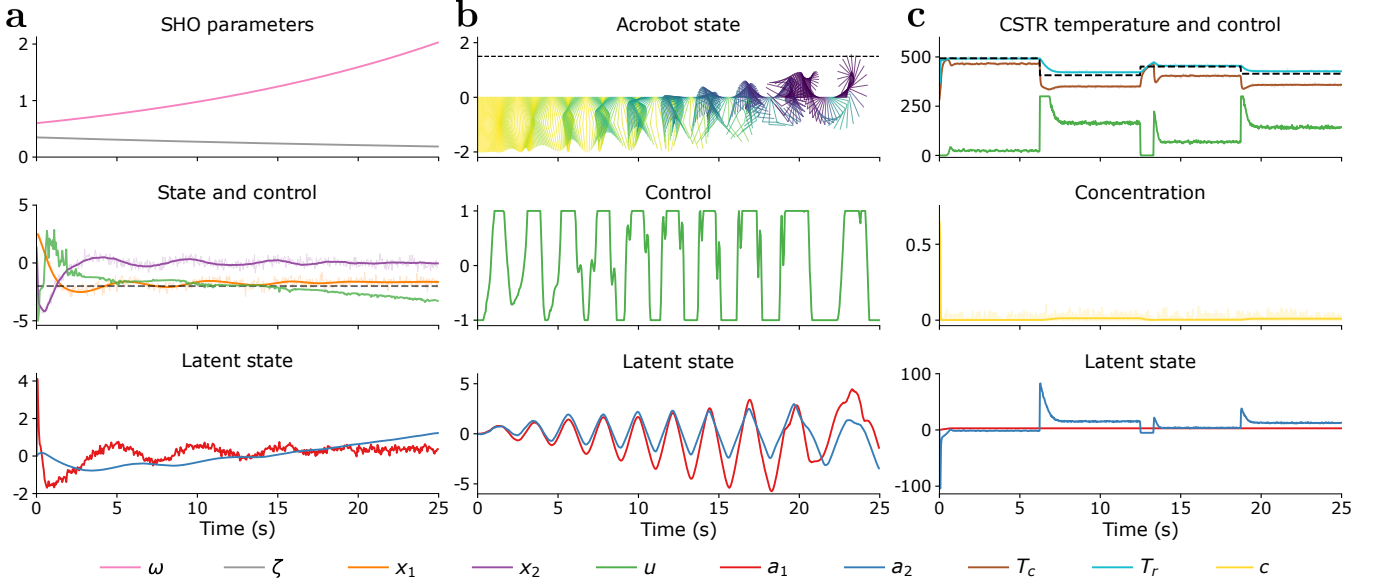 a b c
SHO parameters
2
1
0
Acrobot state
2
0
-2
CSTR temperature and control
500
250
0
State and control
5
0
-5
Control
1
0
-1
Concentration
0.5
0
Latent state
4
2
0
-2
0 5 10 15 20 25
Time (s)
Latent state
5
0
-5
0 5 10 15 20 25
Time (s)
Latent state
100
0
-100
0 5 10 15 20 25
Time (s)
ω ζ x₁ x₂ u a₁ a₂ T_c T_r c